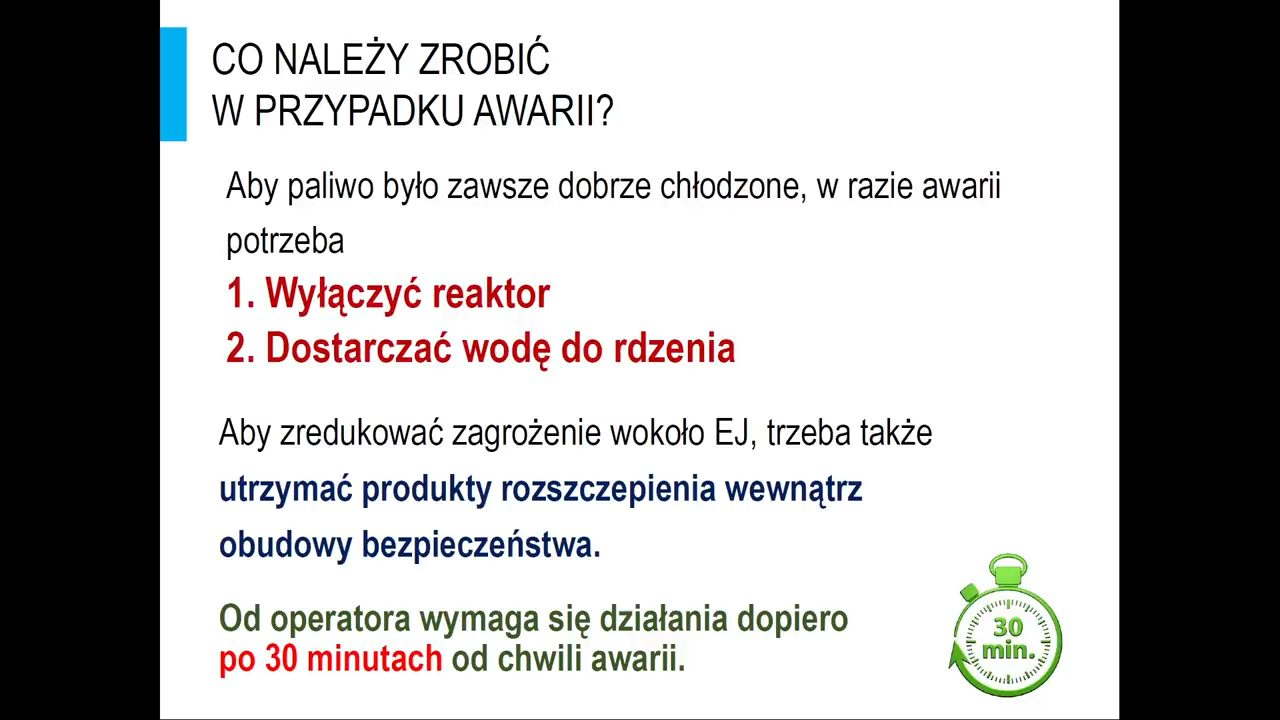 CO NALEŻY ZROBIĆ
W PRZYPADKU AWARII?
Aby paliwo było zawsze dobrze chłodzone, w razie awarii
potrzeba
1. Wyłączyć reaktor
2. Dostarczać wodę do rdzenia
Aby zredukować zagrożenie wokoło EJ, trzeba także
utrzymać produkty rozszczepienia wewnątrz
obudowy bezpieczeństwa.
Od operatora wymaga się działania dopiero
po 30 minutach od chwili awarii.
30
min.